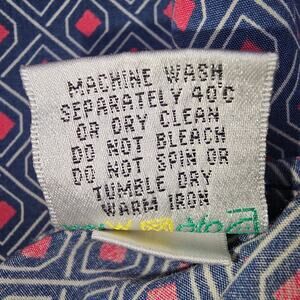 MACHINE WASH
SEPARATELY 40°C
OR DRY CLEAN
DO NOT BLEACH
DO NOT SPIN OR
TUMBLE DRY
WARM IRON